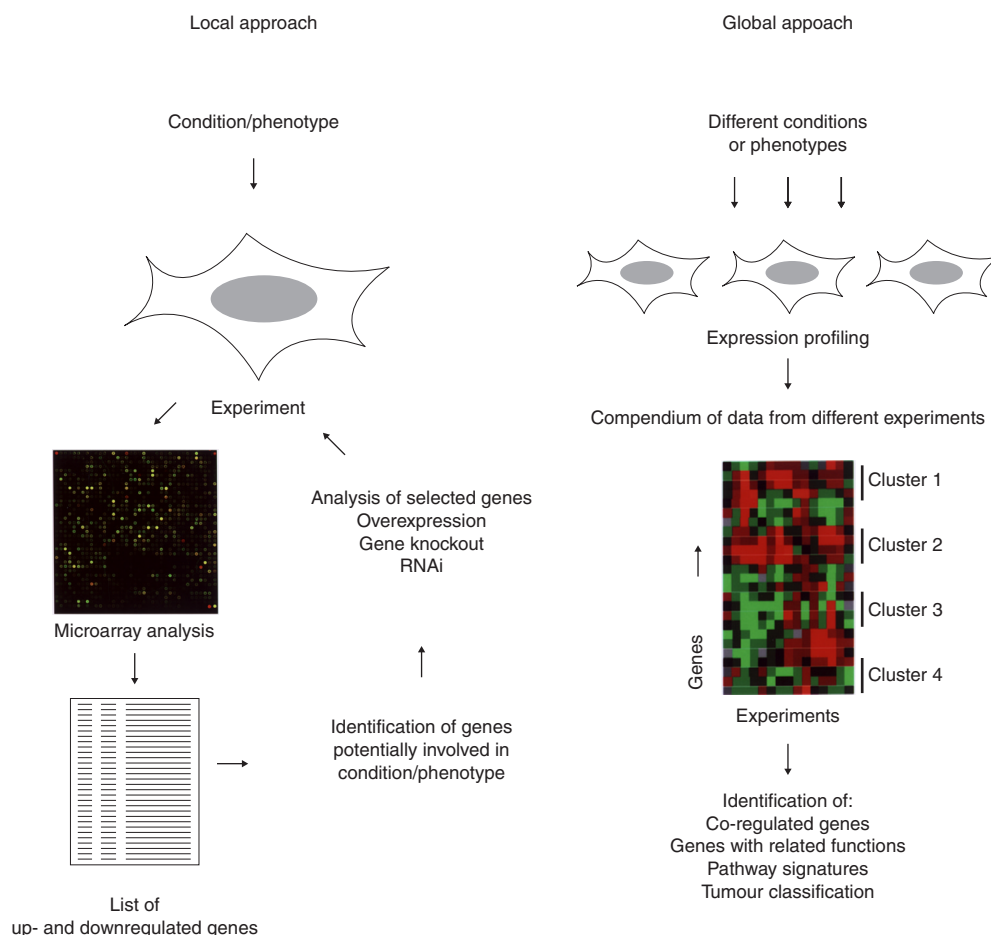 Local approach
Condition/phenotype
Experiment
Microarray analysis
List of
up- and downregulated genes
Identification of genes
potentially involved in
condition/phenotype
Analysis of selected genes
Overexpression
Gene knockout
RNAi
Global appoach
Different conditions
or phenotypes
Expression profiling
Compendium of data from different experiments
Cluster 1
Cluster 2
Cluster 3
Cluster 4
Genes
Experiments
Identification of:
Co-regulated genes
Genes with related functions
Pathway signatures
Tumour classification